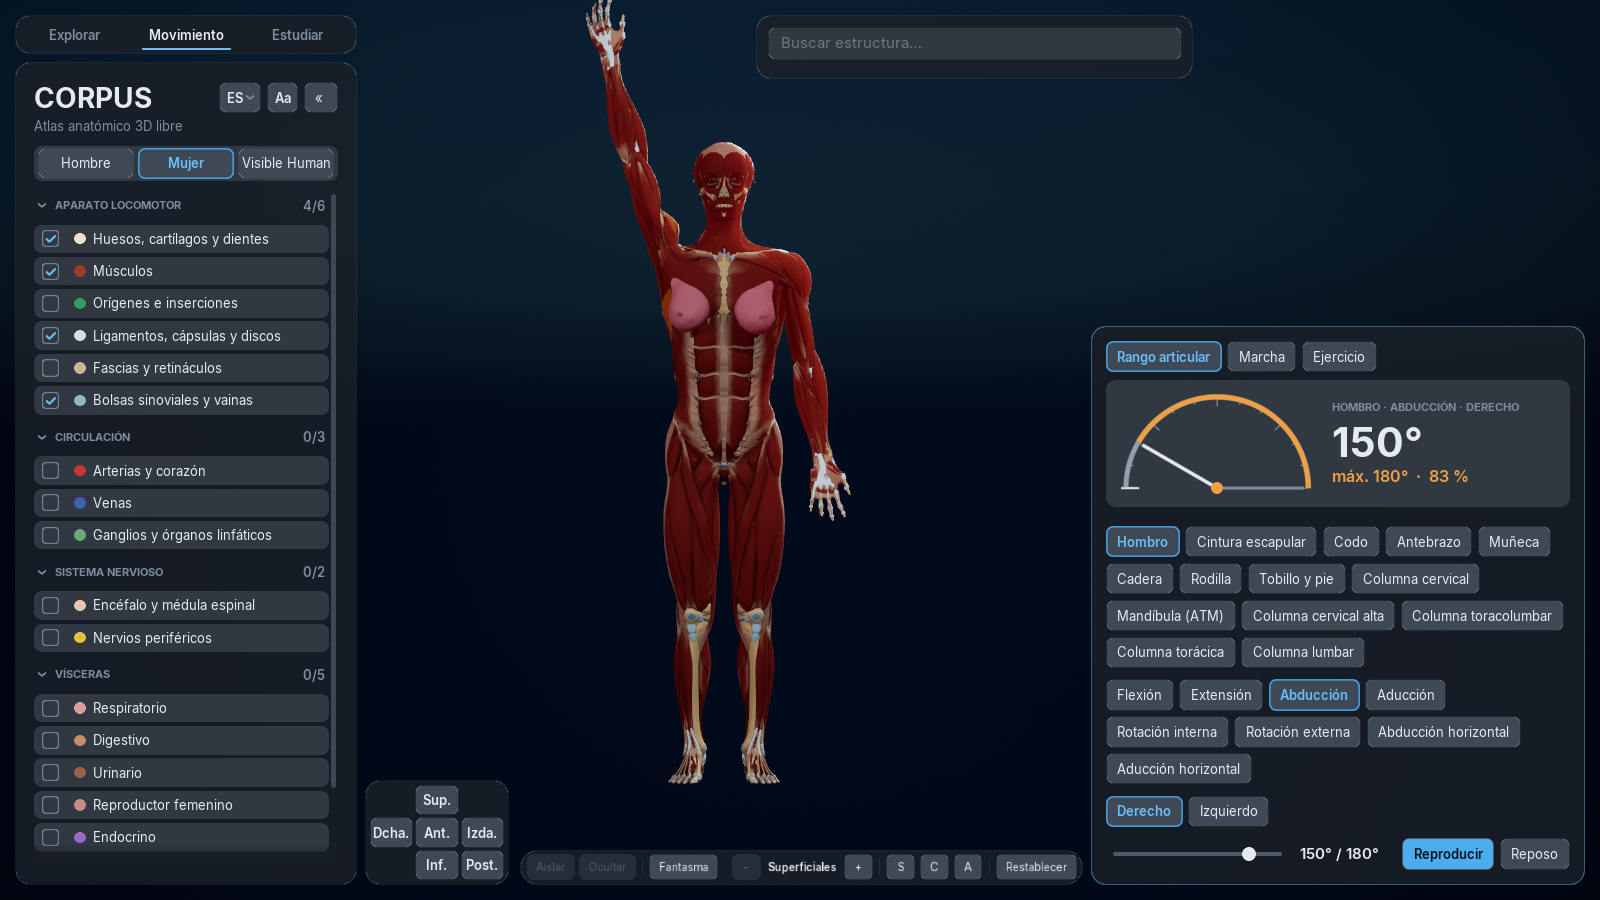 Explorar Movimiento Estudiar
Buscar estructura...
CORPUS ES Aa «
Atlas anatómico 3D libre
Hombre Mujer Visible Human
APARATO LOCOMOTOR 4/6
Huesos, cartílagos y dientes
Músculos
Orígenes e inserciones
Ligamentos, cápsulas y discos
Fascias y retináculos
Bolsas sinoviales y vainas
CIRCULACIÓN 0/3
Arterias y corazón
Venas
Ganglios y órganos linfáticos
SISTEMA NERVIOSO 0/2
Encéfalo y médula espinal
Nervios periféricos
VÍSCERAS 0/5
Respiratorio
Digestivo
Urinario
Reproductor femenino
Endocrino
Sup.
Dcha. Ant. Izda.
Inf. Post.
Aislar Ocultar Fantasma − Superficiales + S C A Restablecer
Rango articular Marcha Ejercicio
HOMBRO · ABDUCCIÓN · DERECHO
150°
máx. 180° · 83 %
Hombro Cintura escapular Codo Antebrazo Muñeca
Cadera Rodilla Tobillo y pie Columna cervical
Mandíbula (ATM) Columna cervical alta Columna toracolumbar
Columna torácica Columna lumbar
Flexión Extensión Abducción Aducción
Rotación interna Rotación externa Abducción horizontal
Aducción horizontal
Derecho Izquierdo
150° / 180° Reproducir Reposo